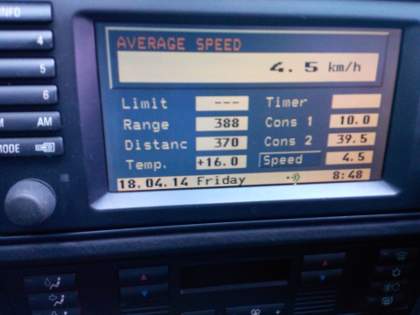 INFO
4
5
6
AM
MODE
AVERAGE SPEED
4.5 km/h
Limit --- Timer
Range 388 Cons 1 10.0
Distanc 370 Cons 2 39.5
Temp. +16.0 Speed 4.5
18.04.14 Friday 8:48